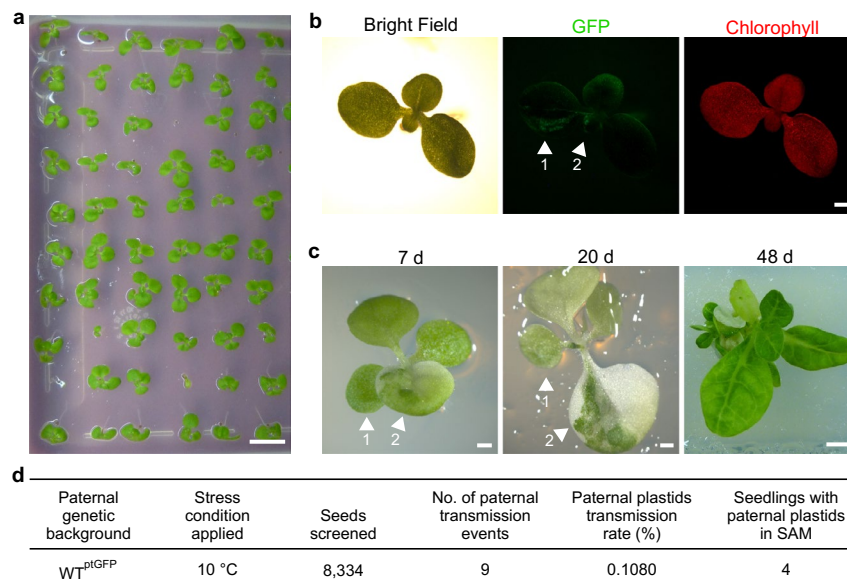 a
b
Bright Field GFP Chlorophyll
1 2
c
7 d 20 d 48 d
1 2
1
2
d
Paternal genetic background Stress condition applied Seeds screened No. of paternal transmission events Paternal plastids transmission rate (%) Seedlings with paternal plastids in SAM
WT^ptGFP 10 °C 8,334 9 0.1080 4